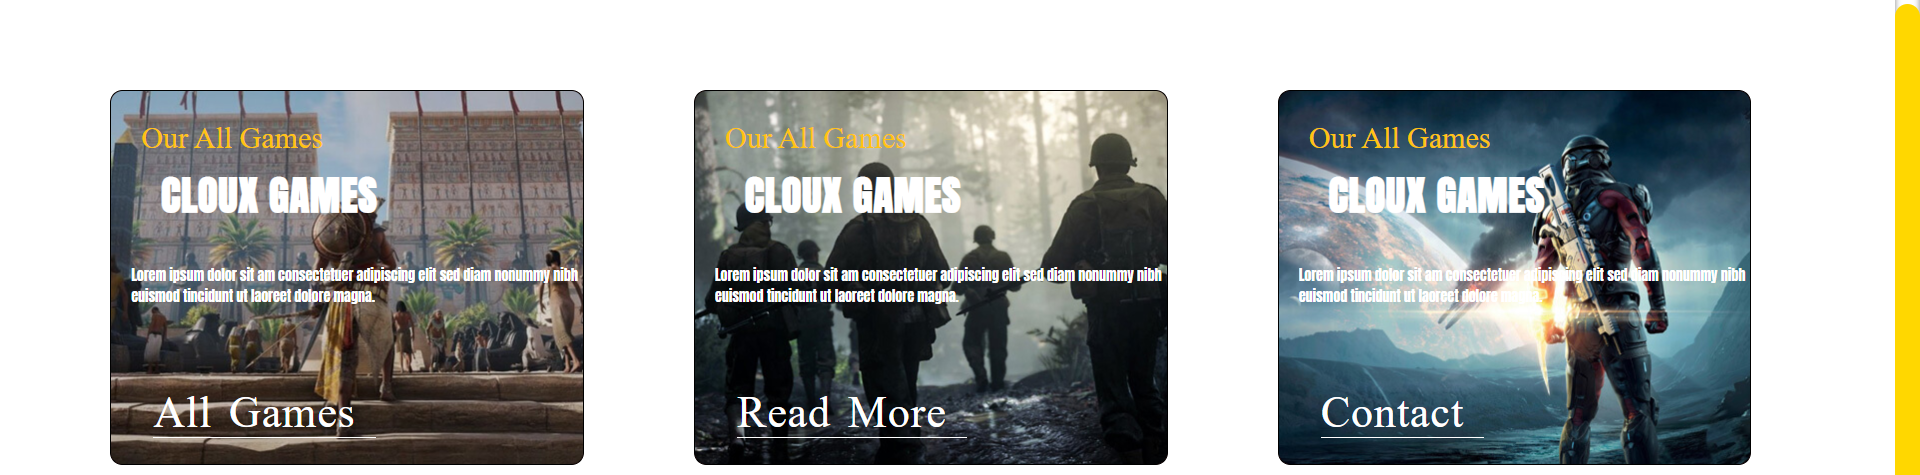 Our All Games
CLOUX GAMES
Lorem ipsum dolor sit am consectetuer adipiscing elit sed diam nonummy nibh
euismod tincidunt ut laoreet dolore magna.
All Games
Our All Games
CLOUX GAMES
Lorem ipsum dolor sit am consectetuer adipiscing elit sed diam nonummy nibh
euismod tincidunt ut laoreet dolore magna.
Read More
Our All Games
CLOUX GAMES
Lorem ipsum dolor sit am consectetuer adipiscing elit sed diam nonummy nibh
euismod tincidunt ut laoreet dolore magna.
Contact